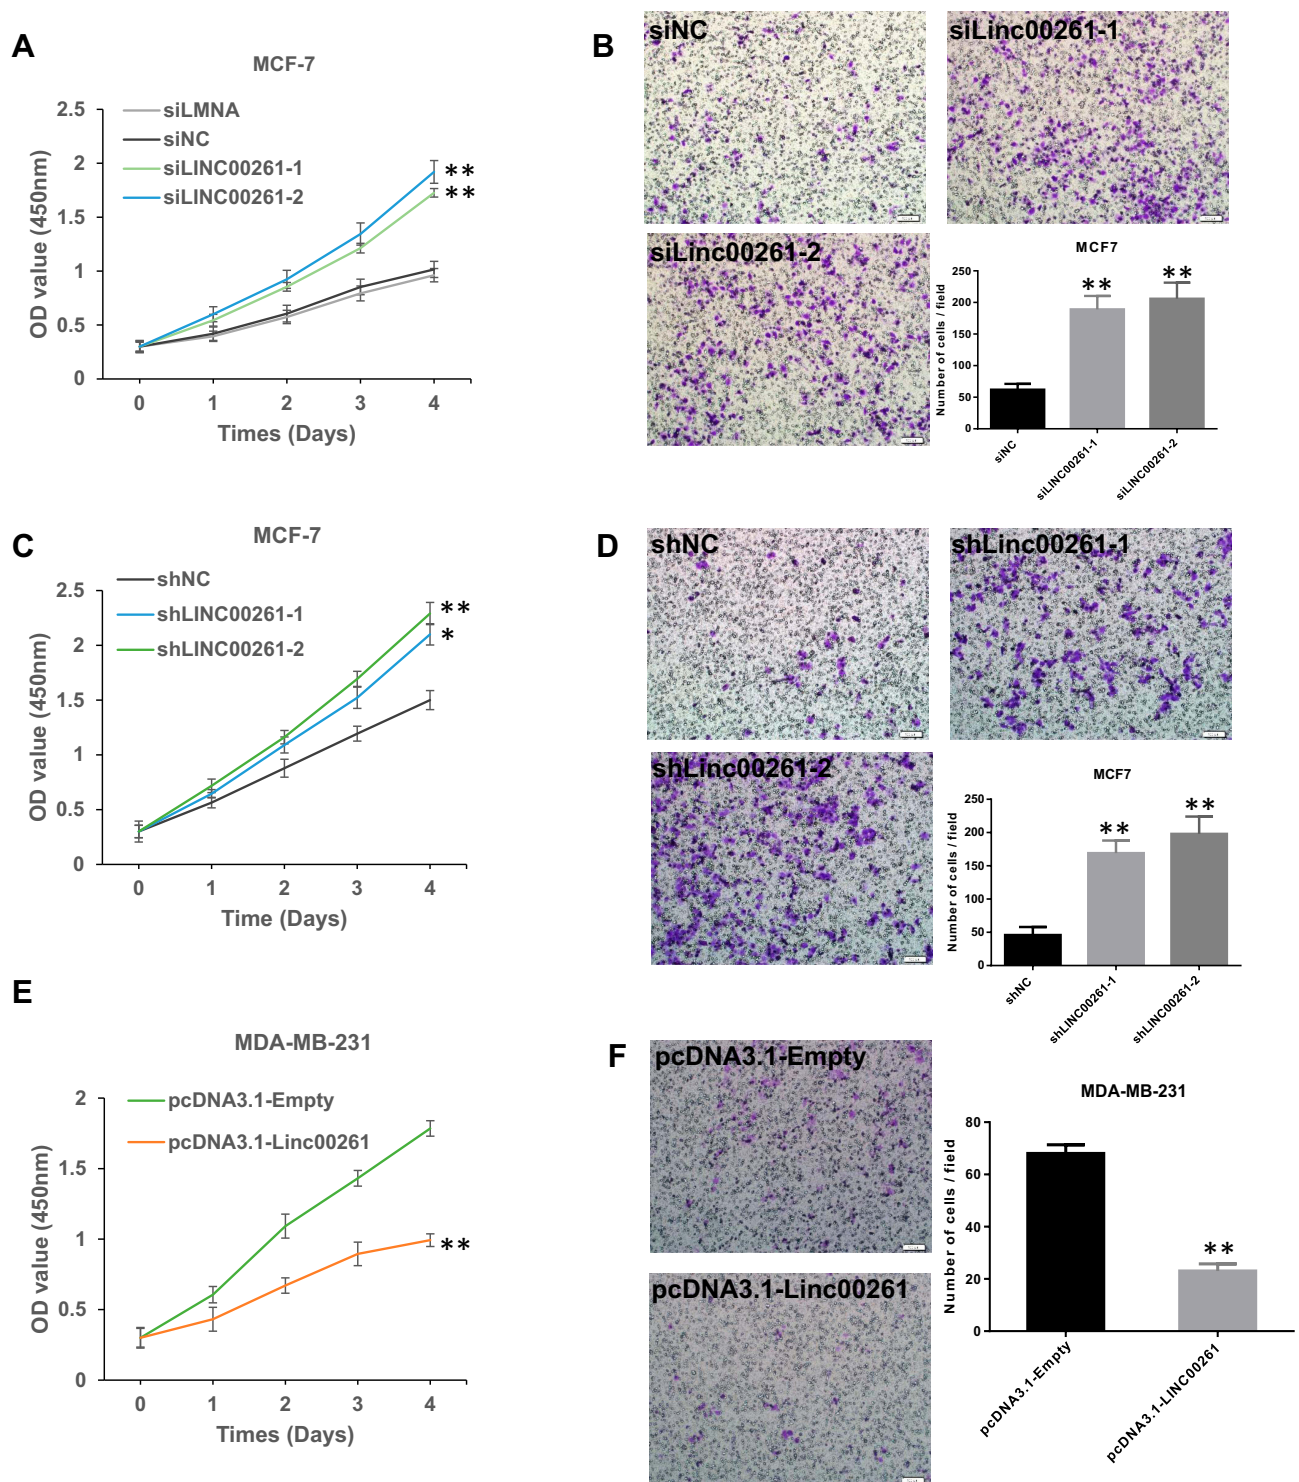 A
MCF-7
siLMNA
siNC
siLINC00261-1
siLINC00261-2
2.5
2
1.5
1
0.5
0
OD value (450nm)
0 1 2 3 4
Times (Days)
**
**
B
siNC
siLinc00261-1
siLinc00261-2
MCF7
Number of cells / field
250
200
150
100
50
0
**
**
siNC
siLINC00261-1
siLINC00261-2
C
MCF-7
shNC
shLINC00261-1
shLINC00261-2
2.5
2
1.5
1
0.5
0
OD value (450nm)
0 1 2 3 4
Time (Days)
**
*
D
shNC
shLinc00261-1
shLinc00261-2
MCF7
Number of cells / field
250
200
150
100
50
0
**
**
shNC
shLINC00261-1
shLINC00261-2
E
MDA-MB-231
pcDNA3.1-Empty
pcDNA3.1-Linc00261
2
1.5
1
0.5
0
OD value (450nm)
0 1 2 3 4
Times (Days)
**
F
pcDNA3.1-Empty
pcDNA3.1-Linc00261
MDA-MB-231
Number of cells / field
80
60
40
20
0
**
pcDNA3.1-Empty
pcDNA3.1-LINC00261